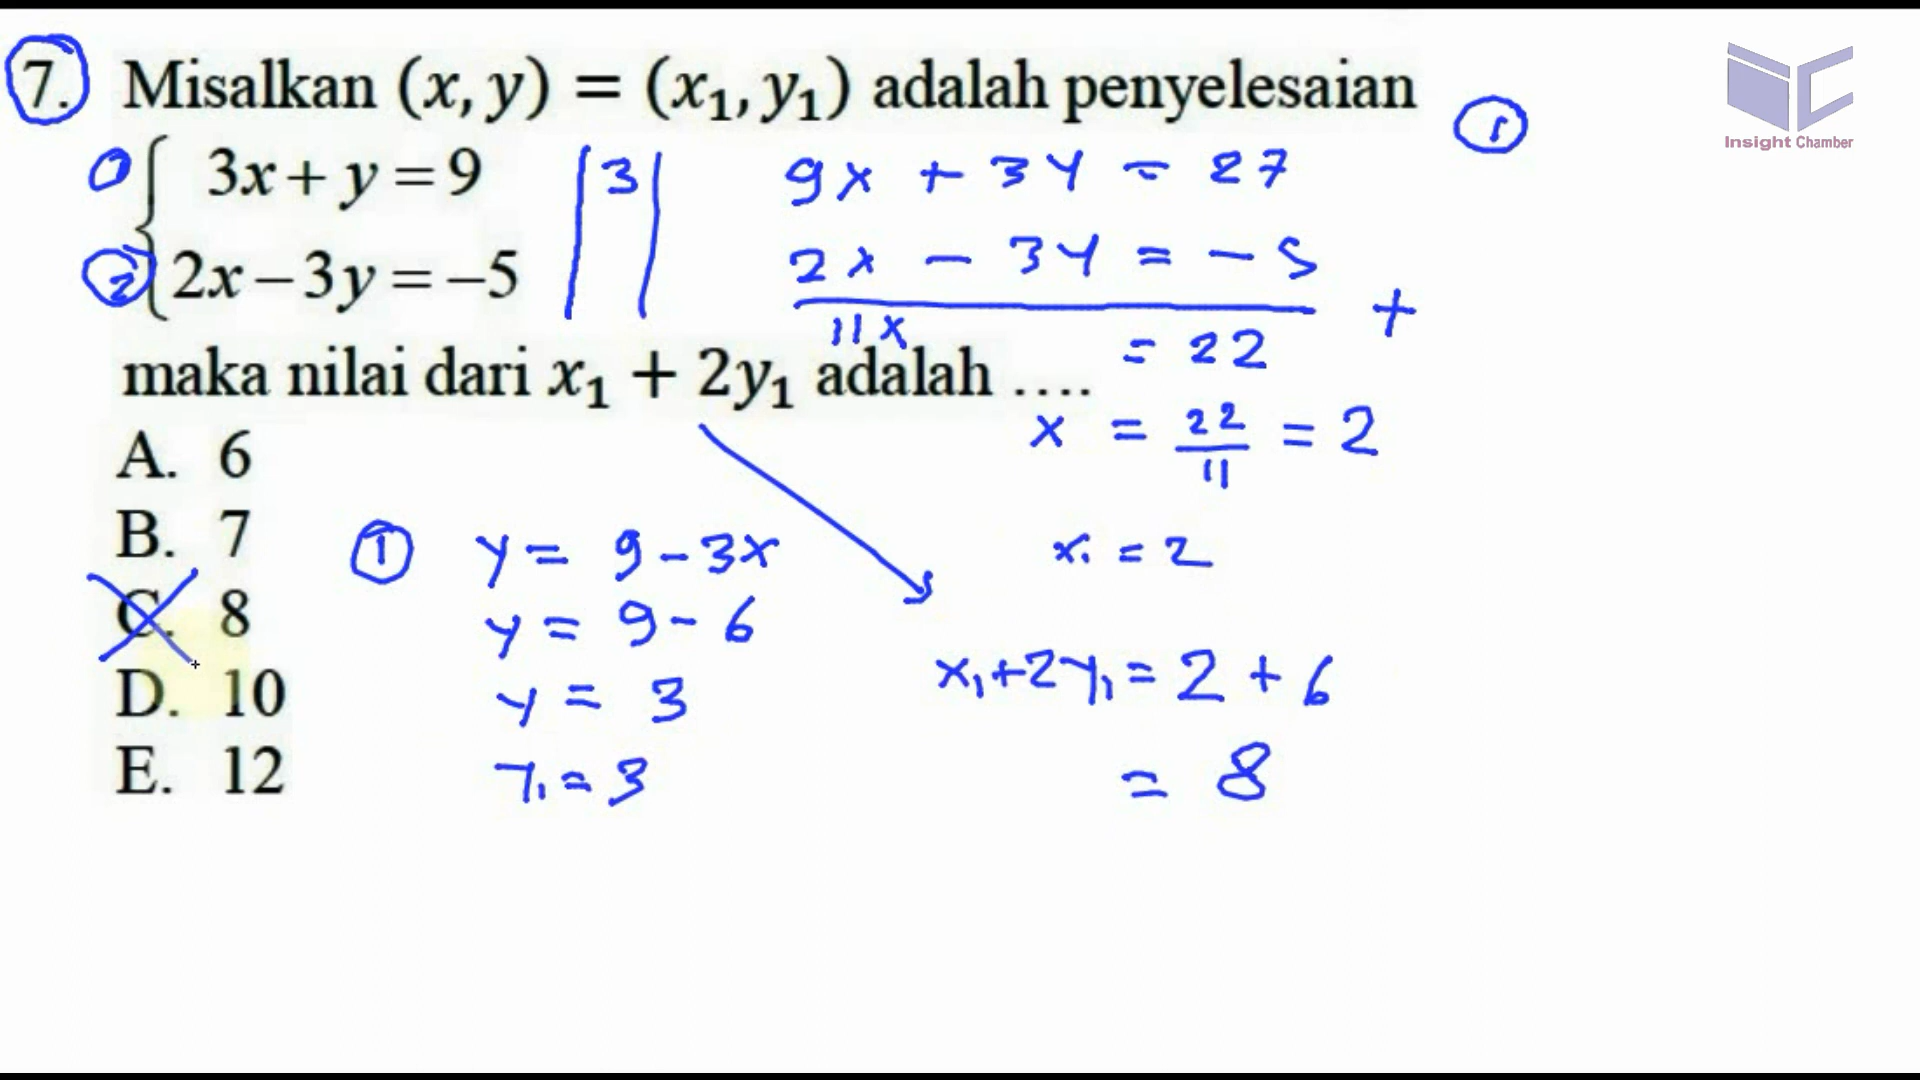 7. Misalkan (x, y) = (x₁, y₁) adalah penyelesaian
① 3x + y = 9 | 3 |
② 2x – 3y = –5
maka nilai dari x₁ + 2y₁ adalah ....
A. 6
B. 7
C. 8
D. 10
E. 12
9x + 3y = 27
2x - 3y = -5
+
11x = 22
x = 22/11 = 2
x₁ = 2
① y = 9 - 3x
y = 9 - 6
y = 3
y₁ = 3
x₁ + 2y₁ = 2 + 6
= 8
Insight Chamber